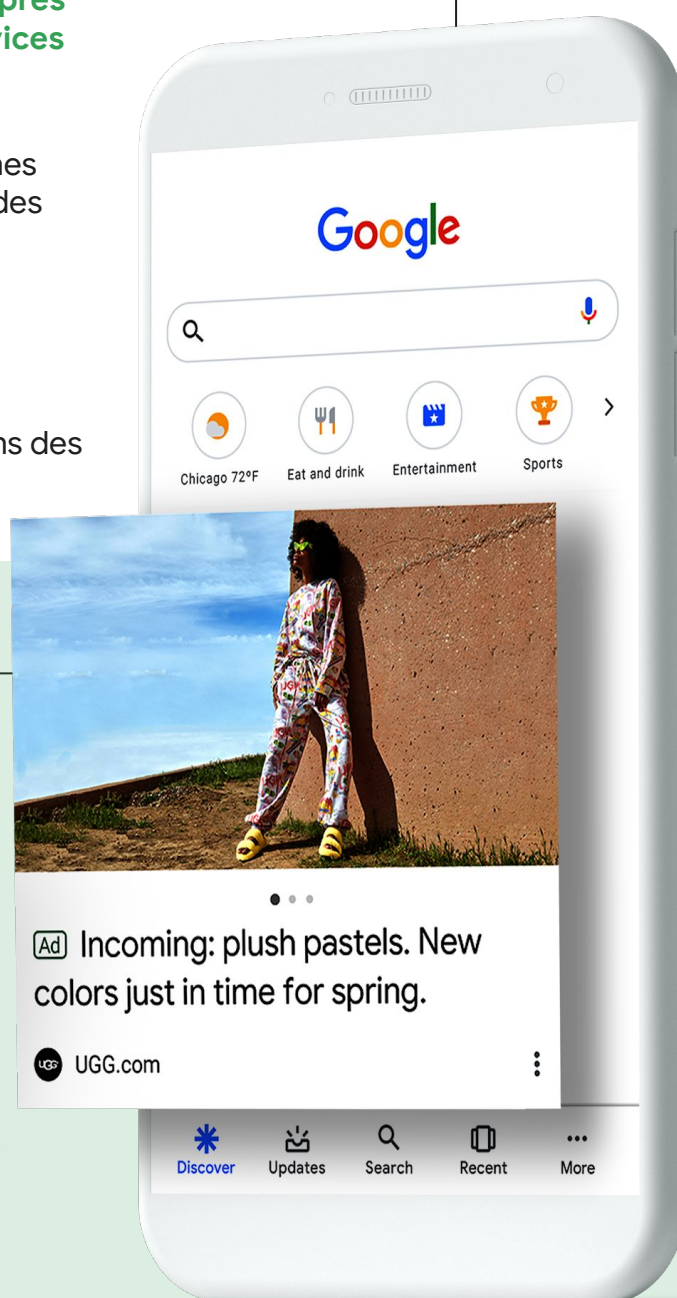 près
vices
nes
des
ns des
Google
Chicago 72°F
Eat and drink
Entertainment
Sports
Ad Incoming: plush pastels. New
colors just in time for spring.
UGG UGG.com
Discover
Updates
Search
Recent
More